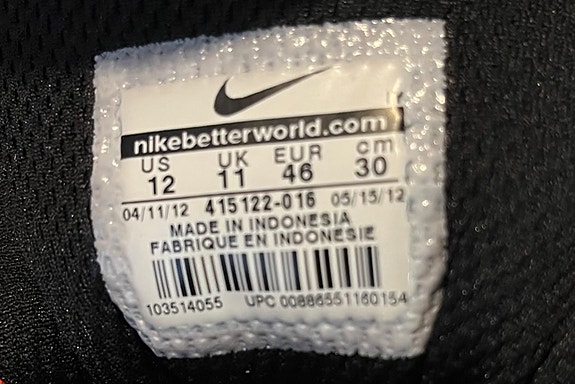 nikebetterworld.com
US UK EUR cm
12 11 46 30
04/11/12 415122-016 05/15/12
MADE IN INDONESIA
FABRIQUE EN INDONESIE
103514055 UPC 00886551160154